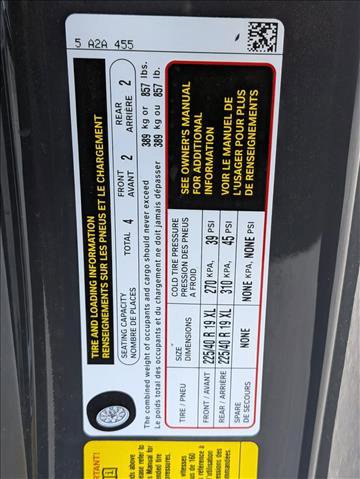 5 A2A 455
TIRE AND LOADING INFORMATION
RENSEIGNEMENTS SUR LES PNEUS ET LE CHARGEMENT
SEATING CAPACITY
NOMBRE DE PLACES
TOTAL 4
FRONT 2
AVANT
REAR 2
ARRIÈRE
The combined weight of occupants and cargo should never exceed 389 kg or 857 lbs.
Le poids total des occupants et du chargement ne doit jamais dépasser 389 kg ou 857 lb.
TIRE / PNEU
SIZE
DIMENSIONS
COLD TIRE PRESSURE
PRESSION DES PNEUS
A FROID
FRONT / AVANT 225/40 R 19 XL 270 KPA, 39 PSI
REAR / ARRIÈRE 225/40 R 19 XL 310 KPA, 45 PSI
SPARE
DE SECOURS
NONE NONE KPA, NONE PSI
SEE OWNER'S MANUAL
FOR ADDITIONAL
INFORMATION
VOIR LE MANUEL DE
L'USAGER POUR PLUS
DE RENSEIGNEMENTS